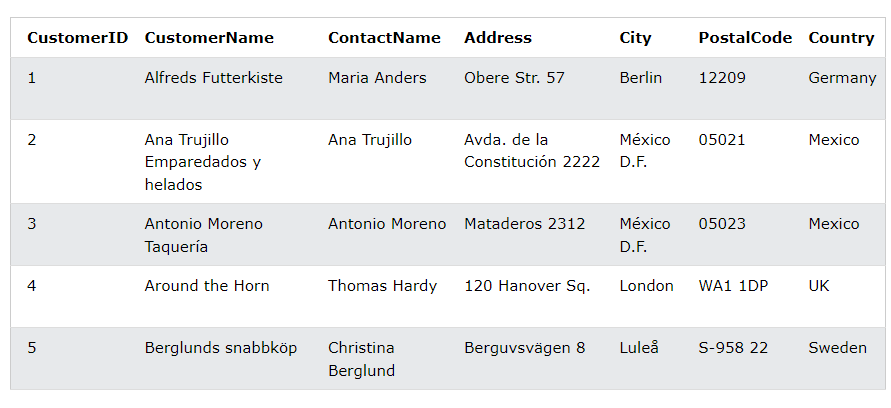 CustomerID CustomerName ContactName Address City PostalCode Country
1 Alfreds Futterkiste Maria Anders Obere Str. 57 Berlin 12209 Germany
2 Ana Trujillo Ana Trujillo Avda. de la México 05021 Mexico
Emparedados y Constitución 2222 D.F.
helados
3 Antonio Moreno Antonio Moreno Mataderos 2312 México 05023 Mexico
Taquería D.F.
4 Around the Horn Thomas Hardy 120 Hanover Sq. London WA1 1DP UK
5 Berglunds snabbköp Christina Berguvsvägen 8 Luleå S-958 22 Sweden
Berglund